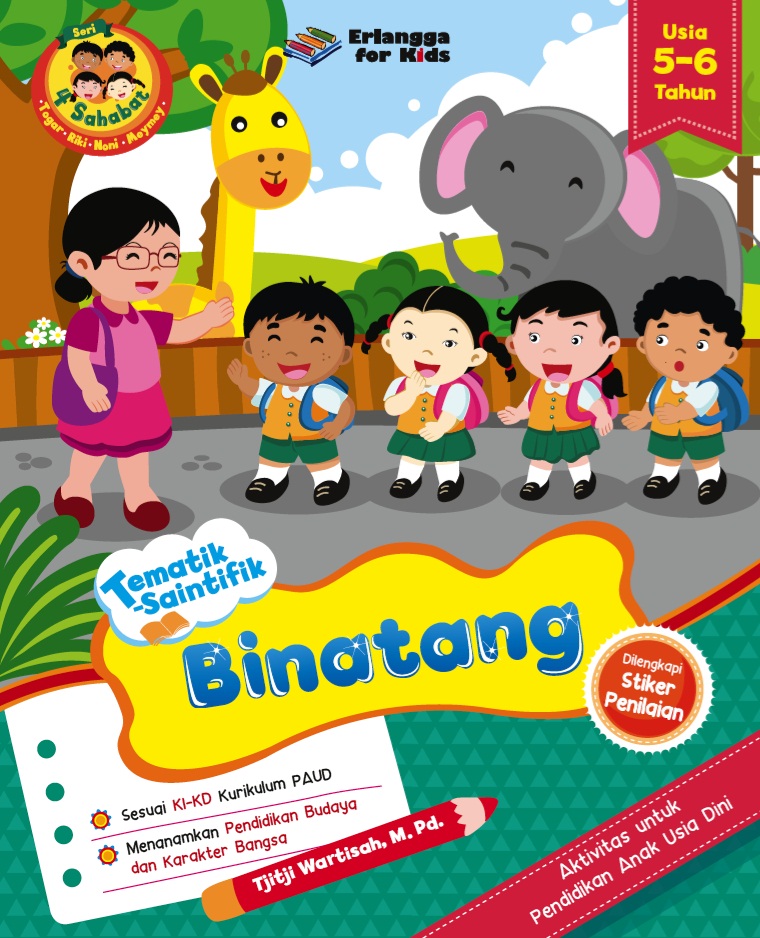 Seri
4 Sahabat
• Togar • Riki • Noni • Meymey •
Erlangga
for Kids
Usia
5-6
Tahun
Tematik
-Saintifik
Binatang
Dilengkapi
Stiker
Penilaian
Sesuai KI-KD Kurikulum PAUD
Menanamkan Pendidikan Budaya
dan Karakter Bangsa
Tjitji Wartisah, M.Pd.
Aktivitas untuk
Pendidikan Anak Usia Dini